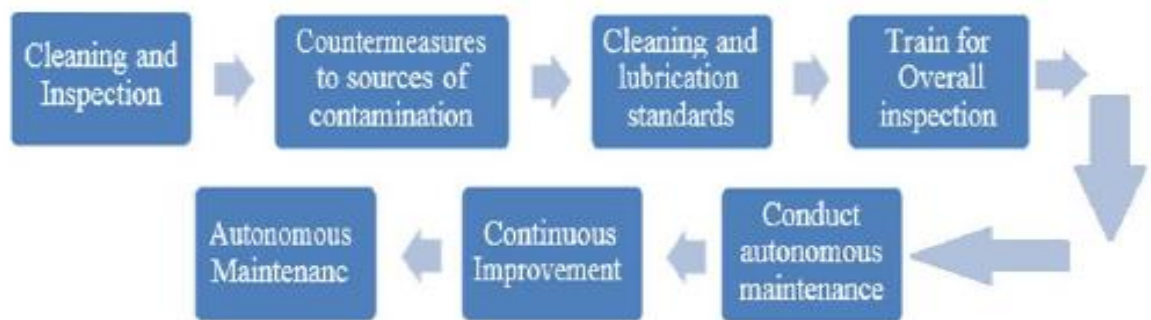 Cleaning and
Inspection
Countermeasures
to sources of
contamination
Cleaning and
lubrication
standards
Train for
Overall
inspection
Conduct
autonomous
maintenance
Continuous
Improvement
Autonomous
Maintenanc